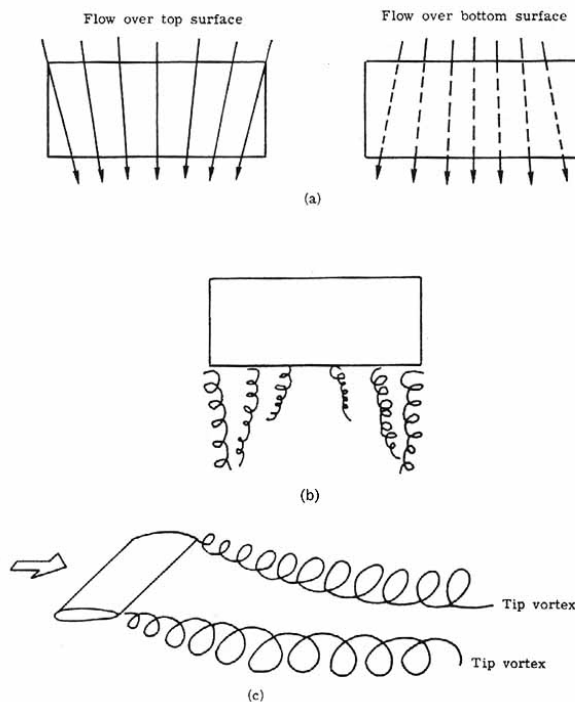 Flow over top surface
Flow over bottom surface
(a)
(b)
Tip vortex
Tip vortex
(c)